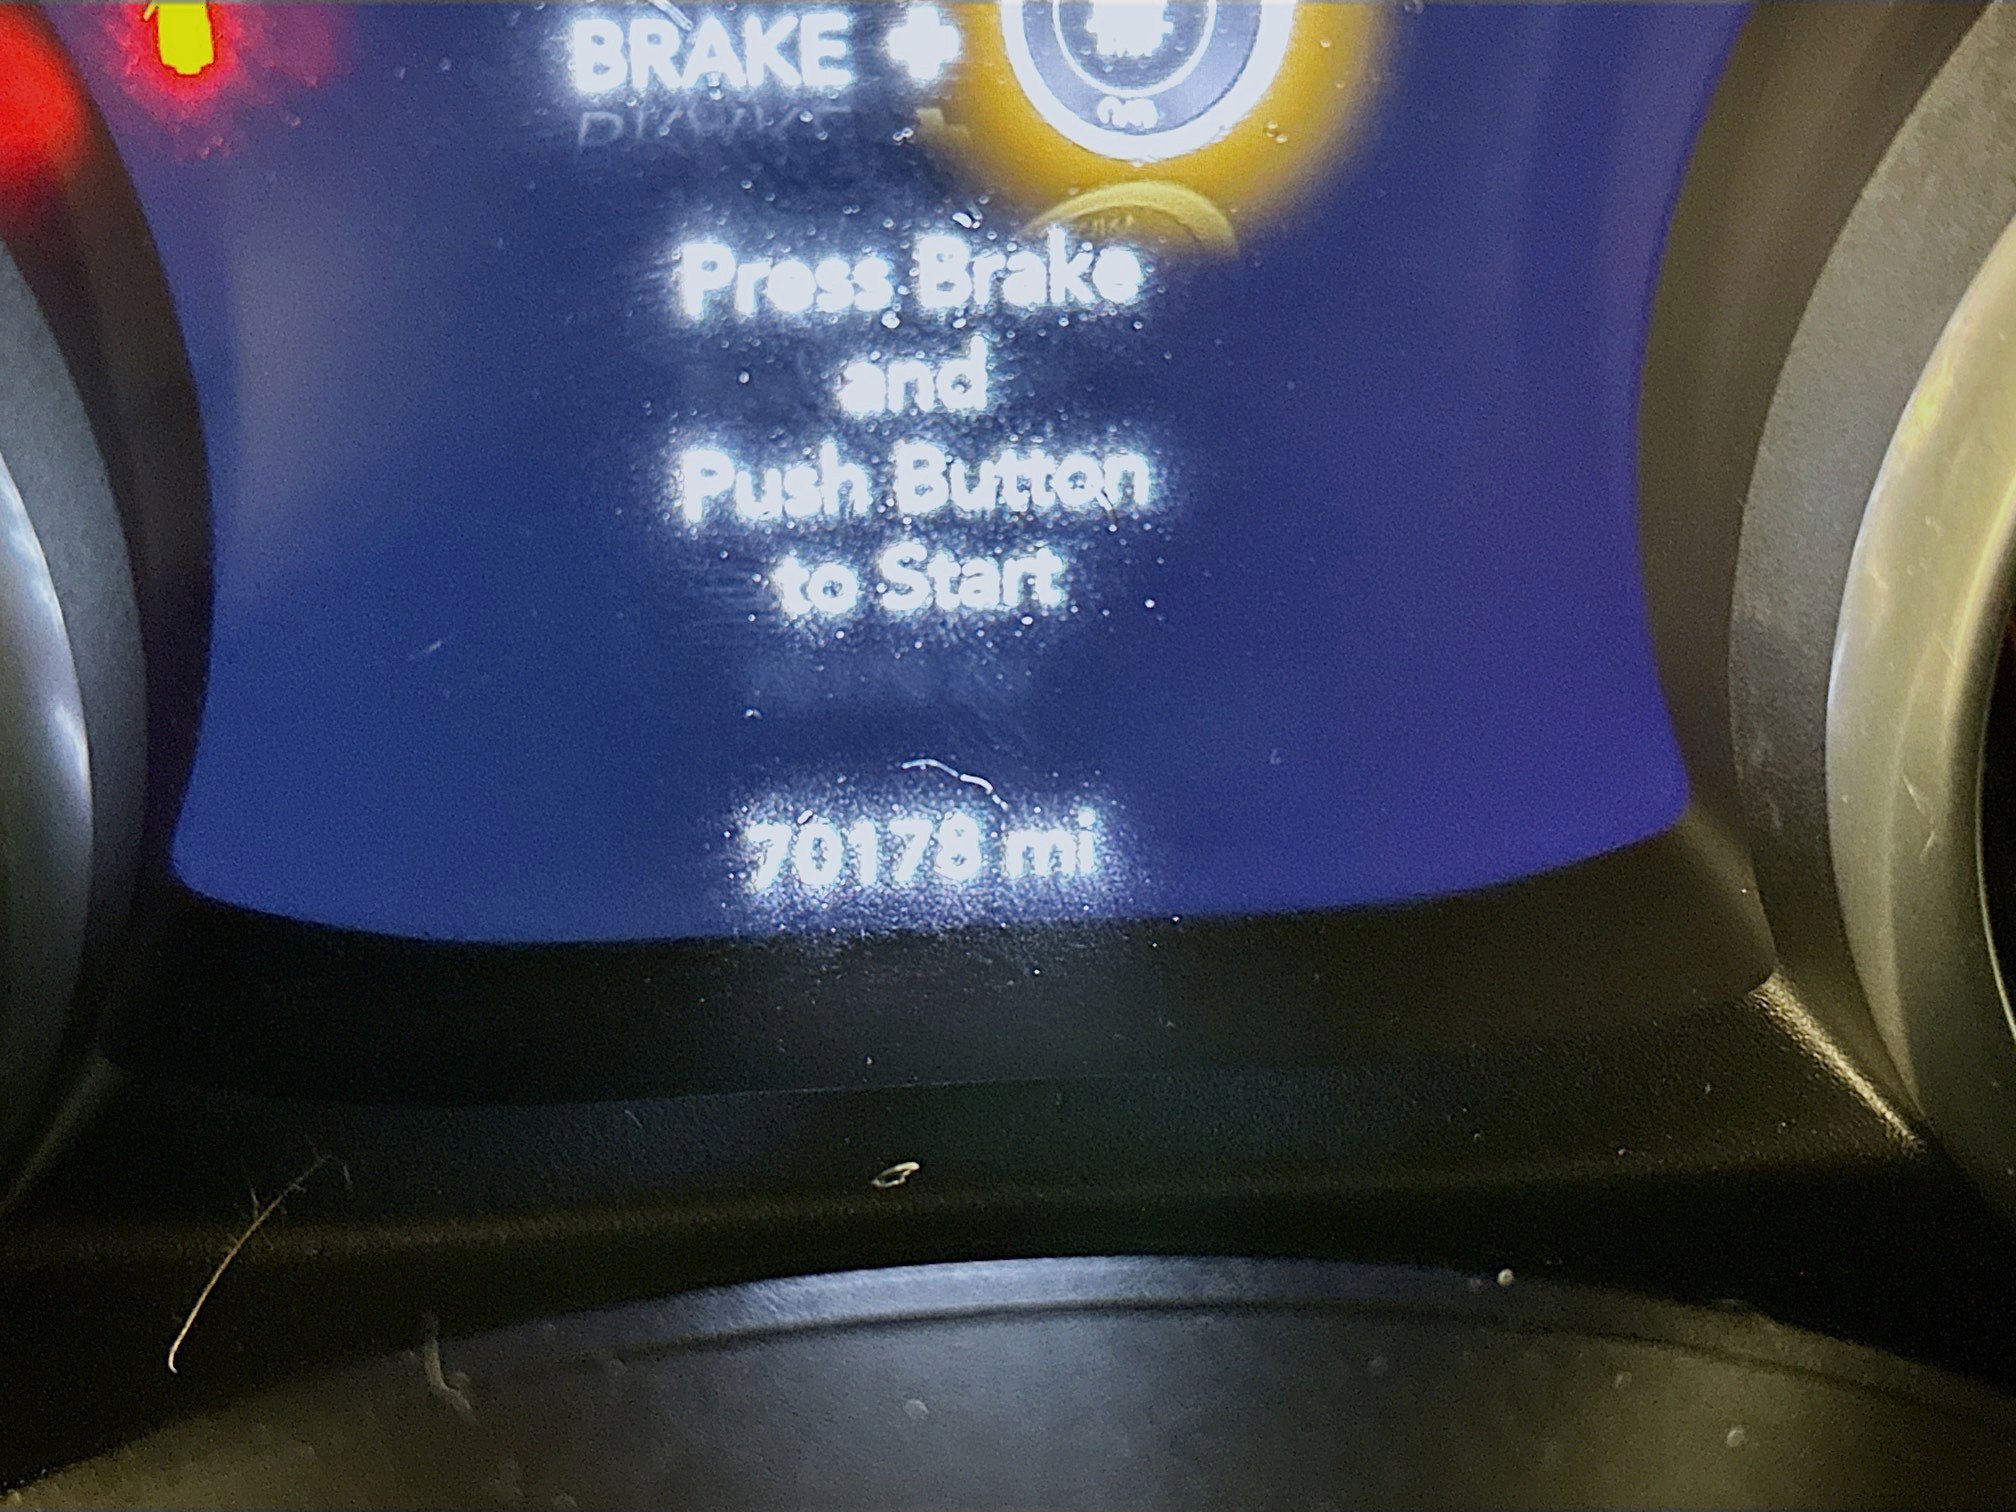 BRAKE +
Press Brake
and
Push Button
to Start
70178 mi